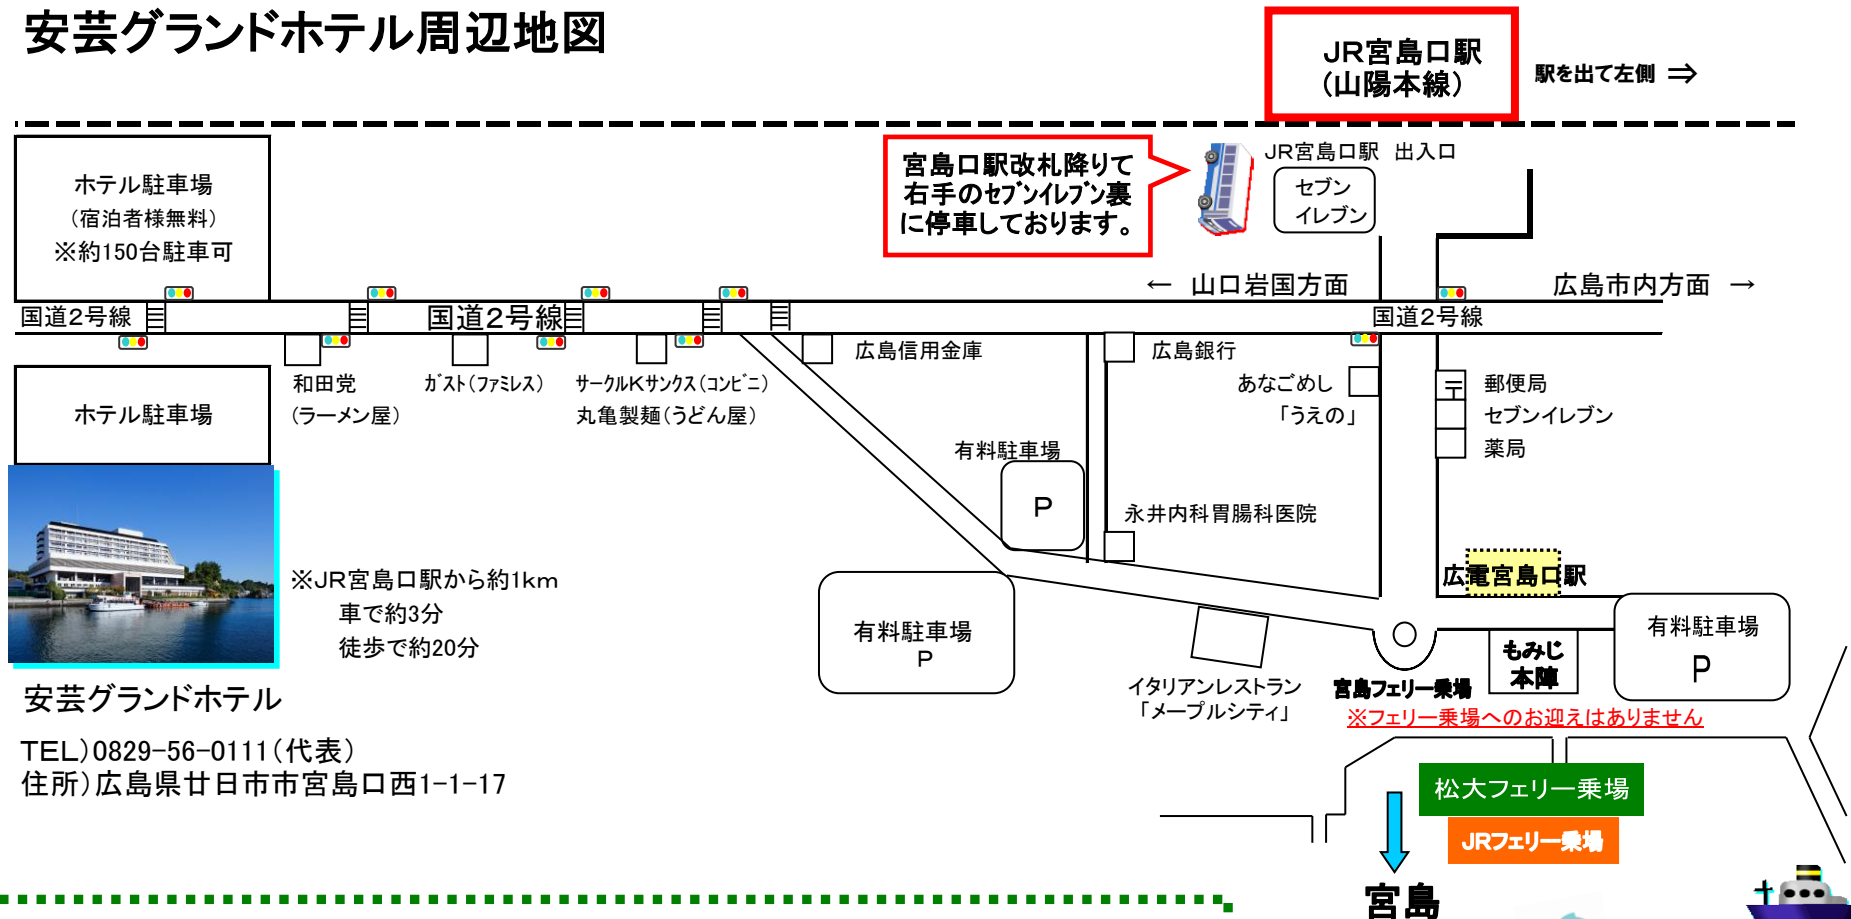 安芸グランドホテル周辺地図
JR宮島口駅
(山陽本線)
駅を出て左側 ⇒
ホテル駐車場
(宿泊者様無料)
※約150台駐車可
宮島口駅改札降りて
右手のセブンイレブン裏
に停車しております。
JR宮島口駅 出入口
セブン
イレブン
← 山口岩国方面
広島市内方面 →
国道2号線
国道2号線
国道2号線
広島信用金庫
広島銀行
和田党
(ラーメン屋)
ガスト(ファミレス)
サークルKサンクス(コンビニ)
丸亀製麺(うどん屋)
あなごめし
「うえの」
〒
郵便局
セブンイレブン
薬局
ホテル駐車場
有料駐車場
P
永井内科胃腸科医院
※JR宮島口駅から約1km
車で約3分
徒歩で約20分
広電宮島口駅
有料駐車場
P
有料駐車場
P
もみじ
本陣
イタリアンレストラン
「メープルシティ」
宮島フェリー乗場
※フェリー乗場へのお迎えはありません
安芸グランドホテル
TEL)0829-56-0111(代表)
住所)広島県廿日市市宮島口西1-1-17
松大フェリー乗場
JRフェリー乗場
宮島